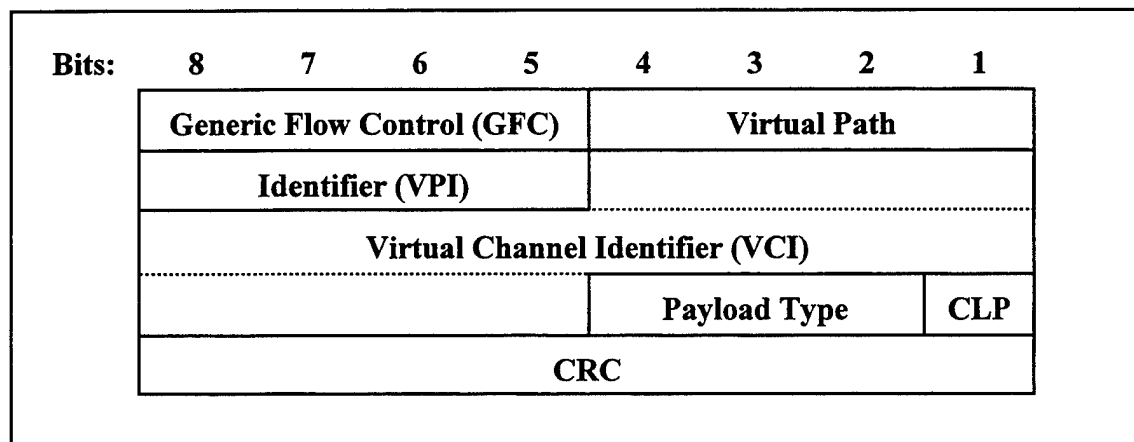 Bits: 8 7 6 5 4 3 2 1
Generic Flow Control (GFC) Virtual Path
Identifier (VPI)
Virtual Channel Identifier (VCI)
Payload Type CLP
CRC